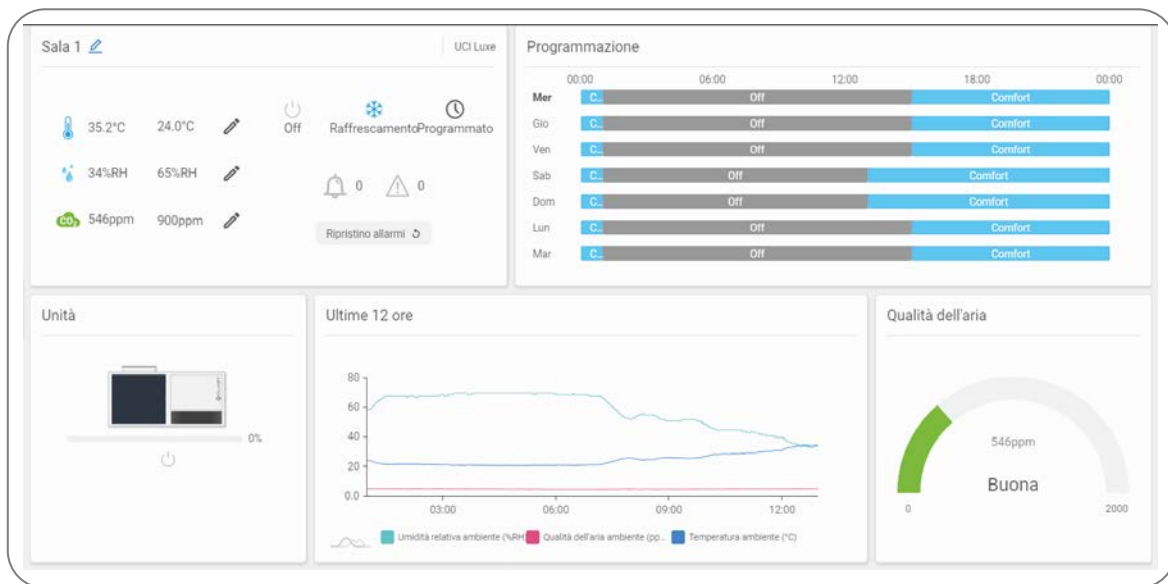 Sala 1
UCI Luxe
35.2°C 24.0°C
Off
Raffrescamento
Programmato
34%RH 65%RH
0 0
CO₂ 546ppm 900ppm
Ripristino allarmi
Programmazione
00:00 06:00 12:00 18:00 00:00
Mer C... Off Comfort
Gio C... Off Comfort
Ven C... Off Comfort
Sab C... Off Comfort
Dom C... Off Comfort
Lun C... Off Comfort
Mar C... Off Comfort
Unità
0%
Ultime 12 ore
80
60
40
20
0.0
03:00 06:00 09:00 12:00
Umidità relativa ambiente (%RH Qualità dell'aria ambiente (pp... Temperatura ambiente (°C)
Qualità dell'aria
546ppm
Buona
0 2000